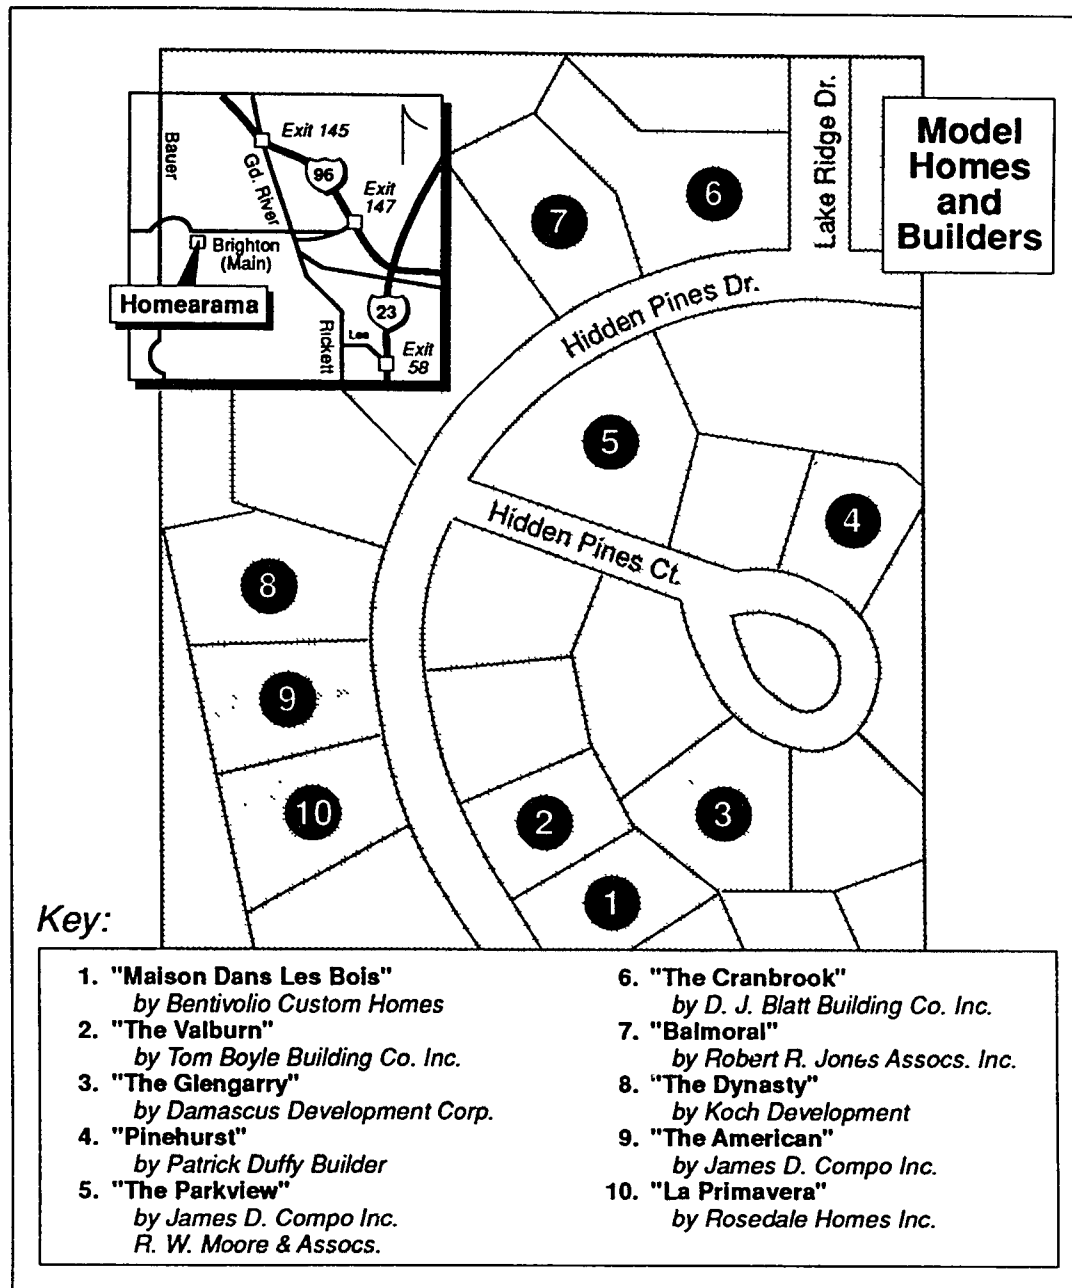 Model
Homes
and
Builders
Lake Ridge Dr.
Hidden Pines Dr.
Hidden Pines Ct.
Bauer
Exit 145
Gd. River
96
Exit
147
Brighton
(Main)
Homearama
23
Rickett
Lee
Exit
58
7
6
5
4
8
9
10
2
3
1
Key:
1. "Maison Dans Les Bois"
by Bentivolio Custom Homes
2. "The Valburn"
by Tom Boyle Building Co. Inc.
3. "The Glengarry"
by Damascus Development Corp.
4. "Pinehurst"
by Patrick Duffy Builder
5. "The Parkview"
by James D. Compo Inc.
R. W. Moore & Assocs.
6. "The Cranbrook"
by D. J. Blatt Building Co. Inc.
7. "Balmoral"
by Robert R. Jones Assocs. Inc.
8. "The Dynasty"
by Koch Development
9. "The American"
by James D. Compo Inc.
10. "La Primavera"
by Rosedale Homes Inc.